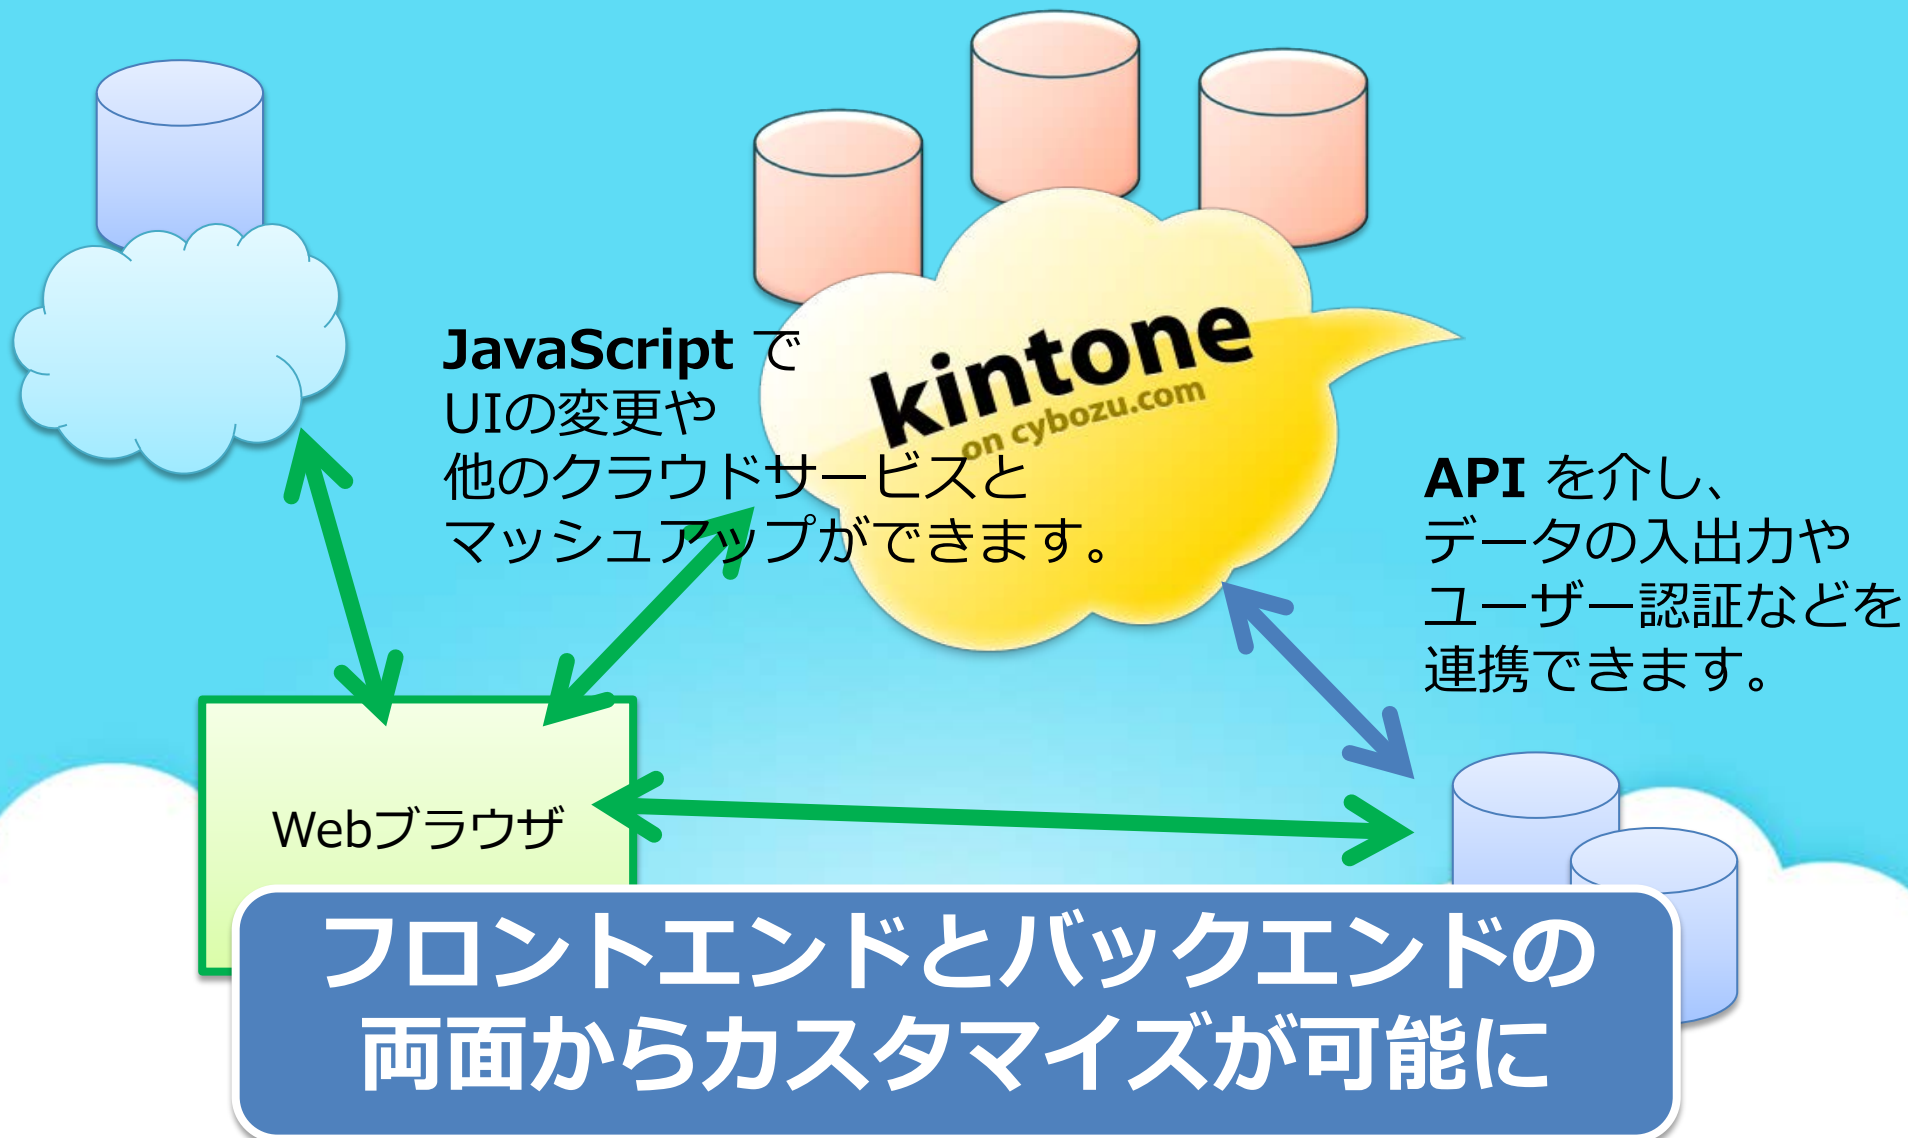 JavaScript で
UIの変更や
他のクラウドサービスと
マッシュアップができます。
kintone
on cybozu.com
API を介し、
データの入出力や
ユーザー認証などを
連携できます。
Webブラウザ
フロントエンドとバックエンドの
両面からカスタマイズが可能に